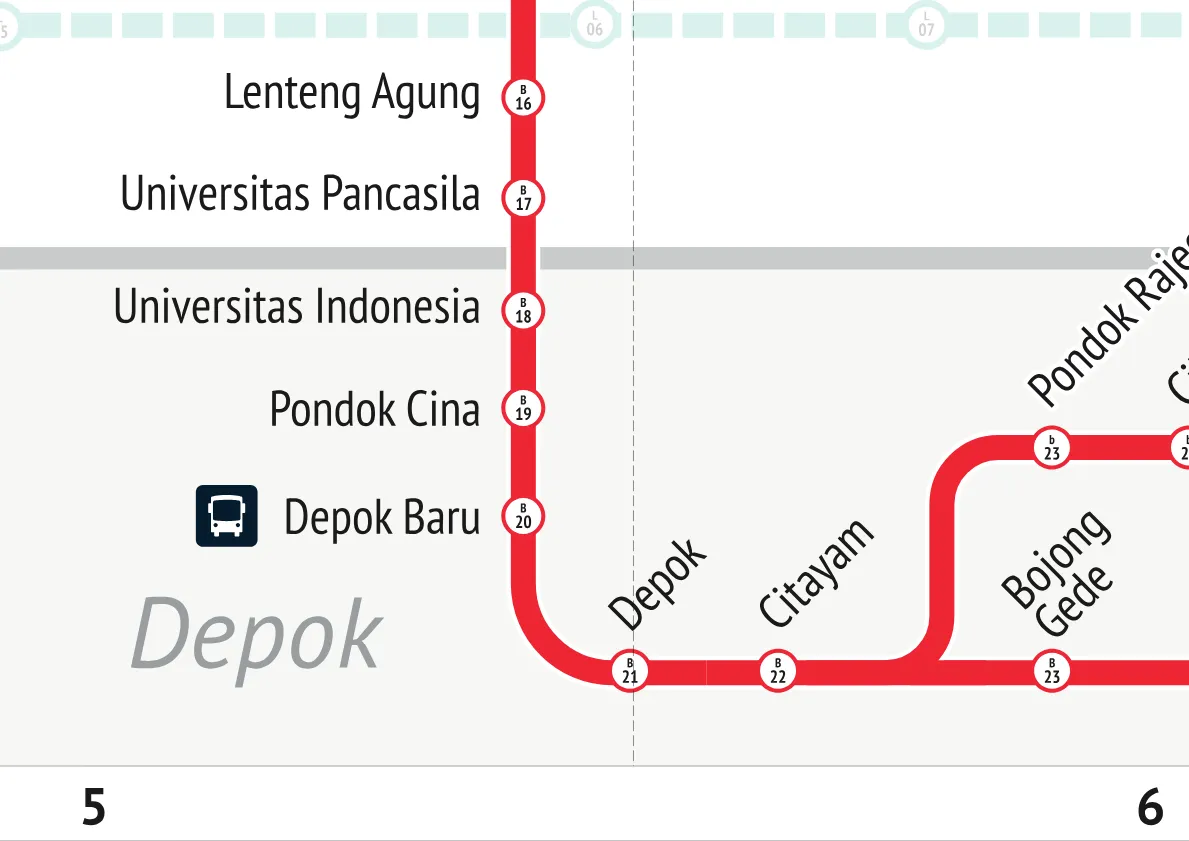 L
06
L
07
Lenteng Agung
B
16
Universitas Pancasila
B
17
Universitas Indonesia
B
18
Pondok Cina
B
19
Depok Baru
B
20
Depok
Depok
B
21
Citayam
B
22
Pondok
b
23
Bojong
Gede
B
23
5
6